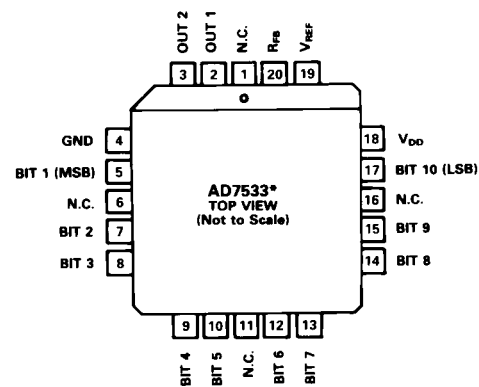 OUT 2
OUT 1
N.C.
RFB
VREF
3
2
1
20
19
GND 4
BIT 1 (MSB) 5
N.C. 6
BIT 2 7
BIT 3 8
AD7533*
TOP VIEW
(Not to Scale)
18 VDD
17 BIT 10 (LSB)
16 N.C.
15 BIT 9
14 BIT 8
9
10
11
12
13
BIT 4
BIT 5
N.C.
BIT 6
BIT 7